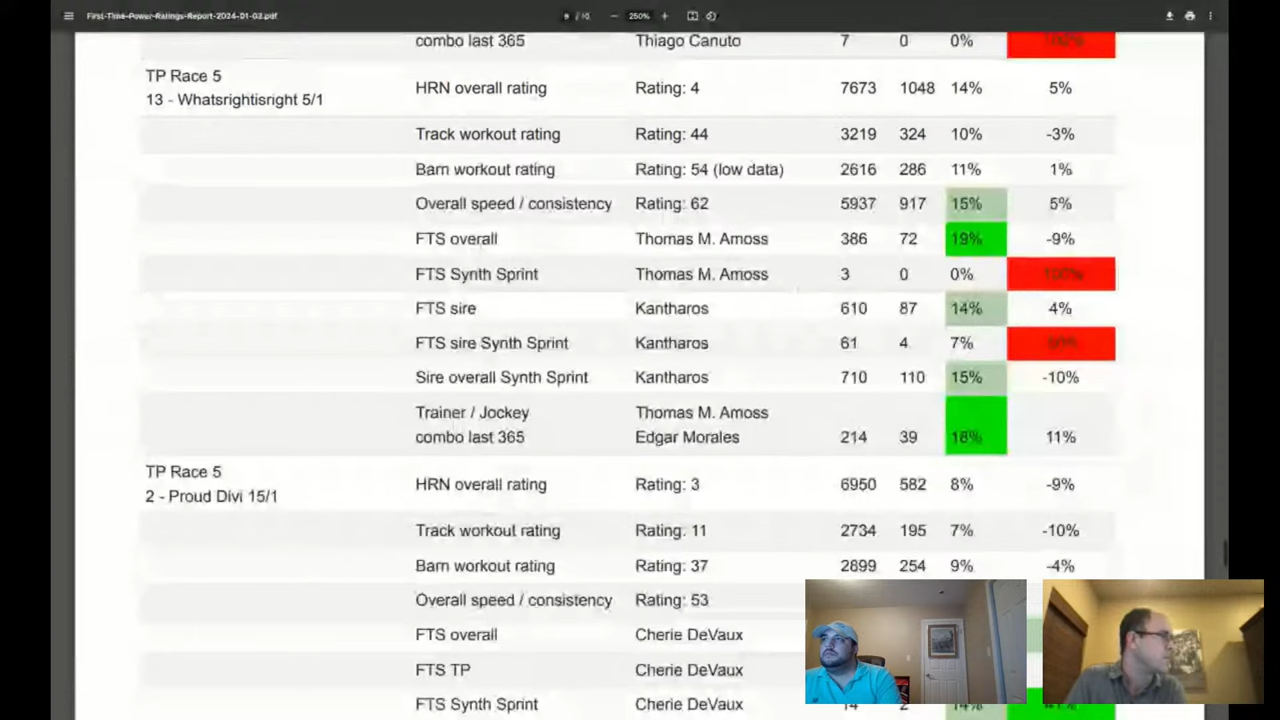 First-Time-Power-Ratings-Report-2024-01-03.pdf 250%
combo last 365 Thiago Canuto 7 0 0% 100%
TP Race 5
13 - Whatsrightisright 5/1 HRN overall rating Rating: 4 7673 1048 14% 5%
Track workout rating Rating: 44 3219 324 10% -3%
Barn workout rating Rating: 54 (low data) 2616 286 11% 1%
Overall speed / consistency Rating: 62 5937 917 15% 5%
FTS overall Thomas M. Amoss 386 72 19% -9%
FTS Synth Sprint Thomas M. Amoss 3 0 0% 100%
FTS sire Kantharos 610 87 14% 4%
FTS sire Synth Sprint Kantharos 61 4 7%
Sire overall Synth Sprint Kantharos 710 110 15% -10%
Trainer / Jockey Thomas M. Amoss
combo last 365 Edgar Morales 214 39 18% 11%
TP Race 5
2 - Proud Divi 15/1 HRN overall rating Rating: 3 6950 582 8% -9%
Track workout rating Rating: 11 2734 195 7% -10%
Barn workout rating Rating: 37 2899 254 9% -4%
Overall speed / consistency Rating: 53
FTS overall Cherie DeVaux
FTS TP Cherie DeVaux
FTS Synth Sprint Cherie DeVaux 14 2 14%